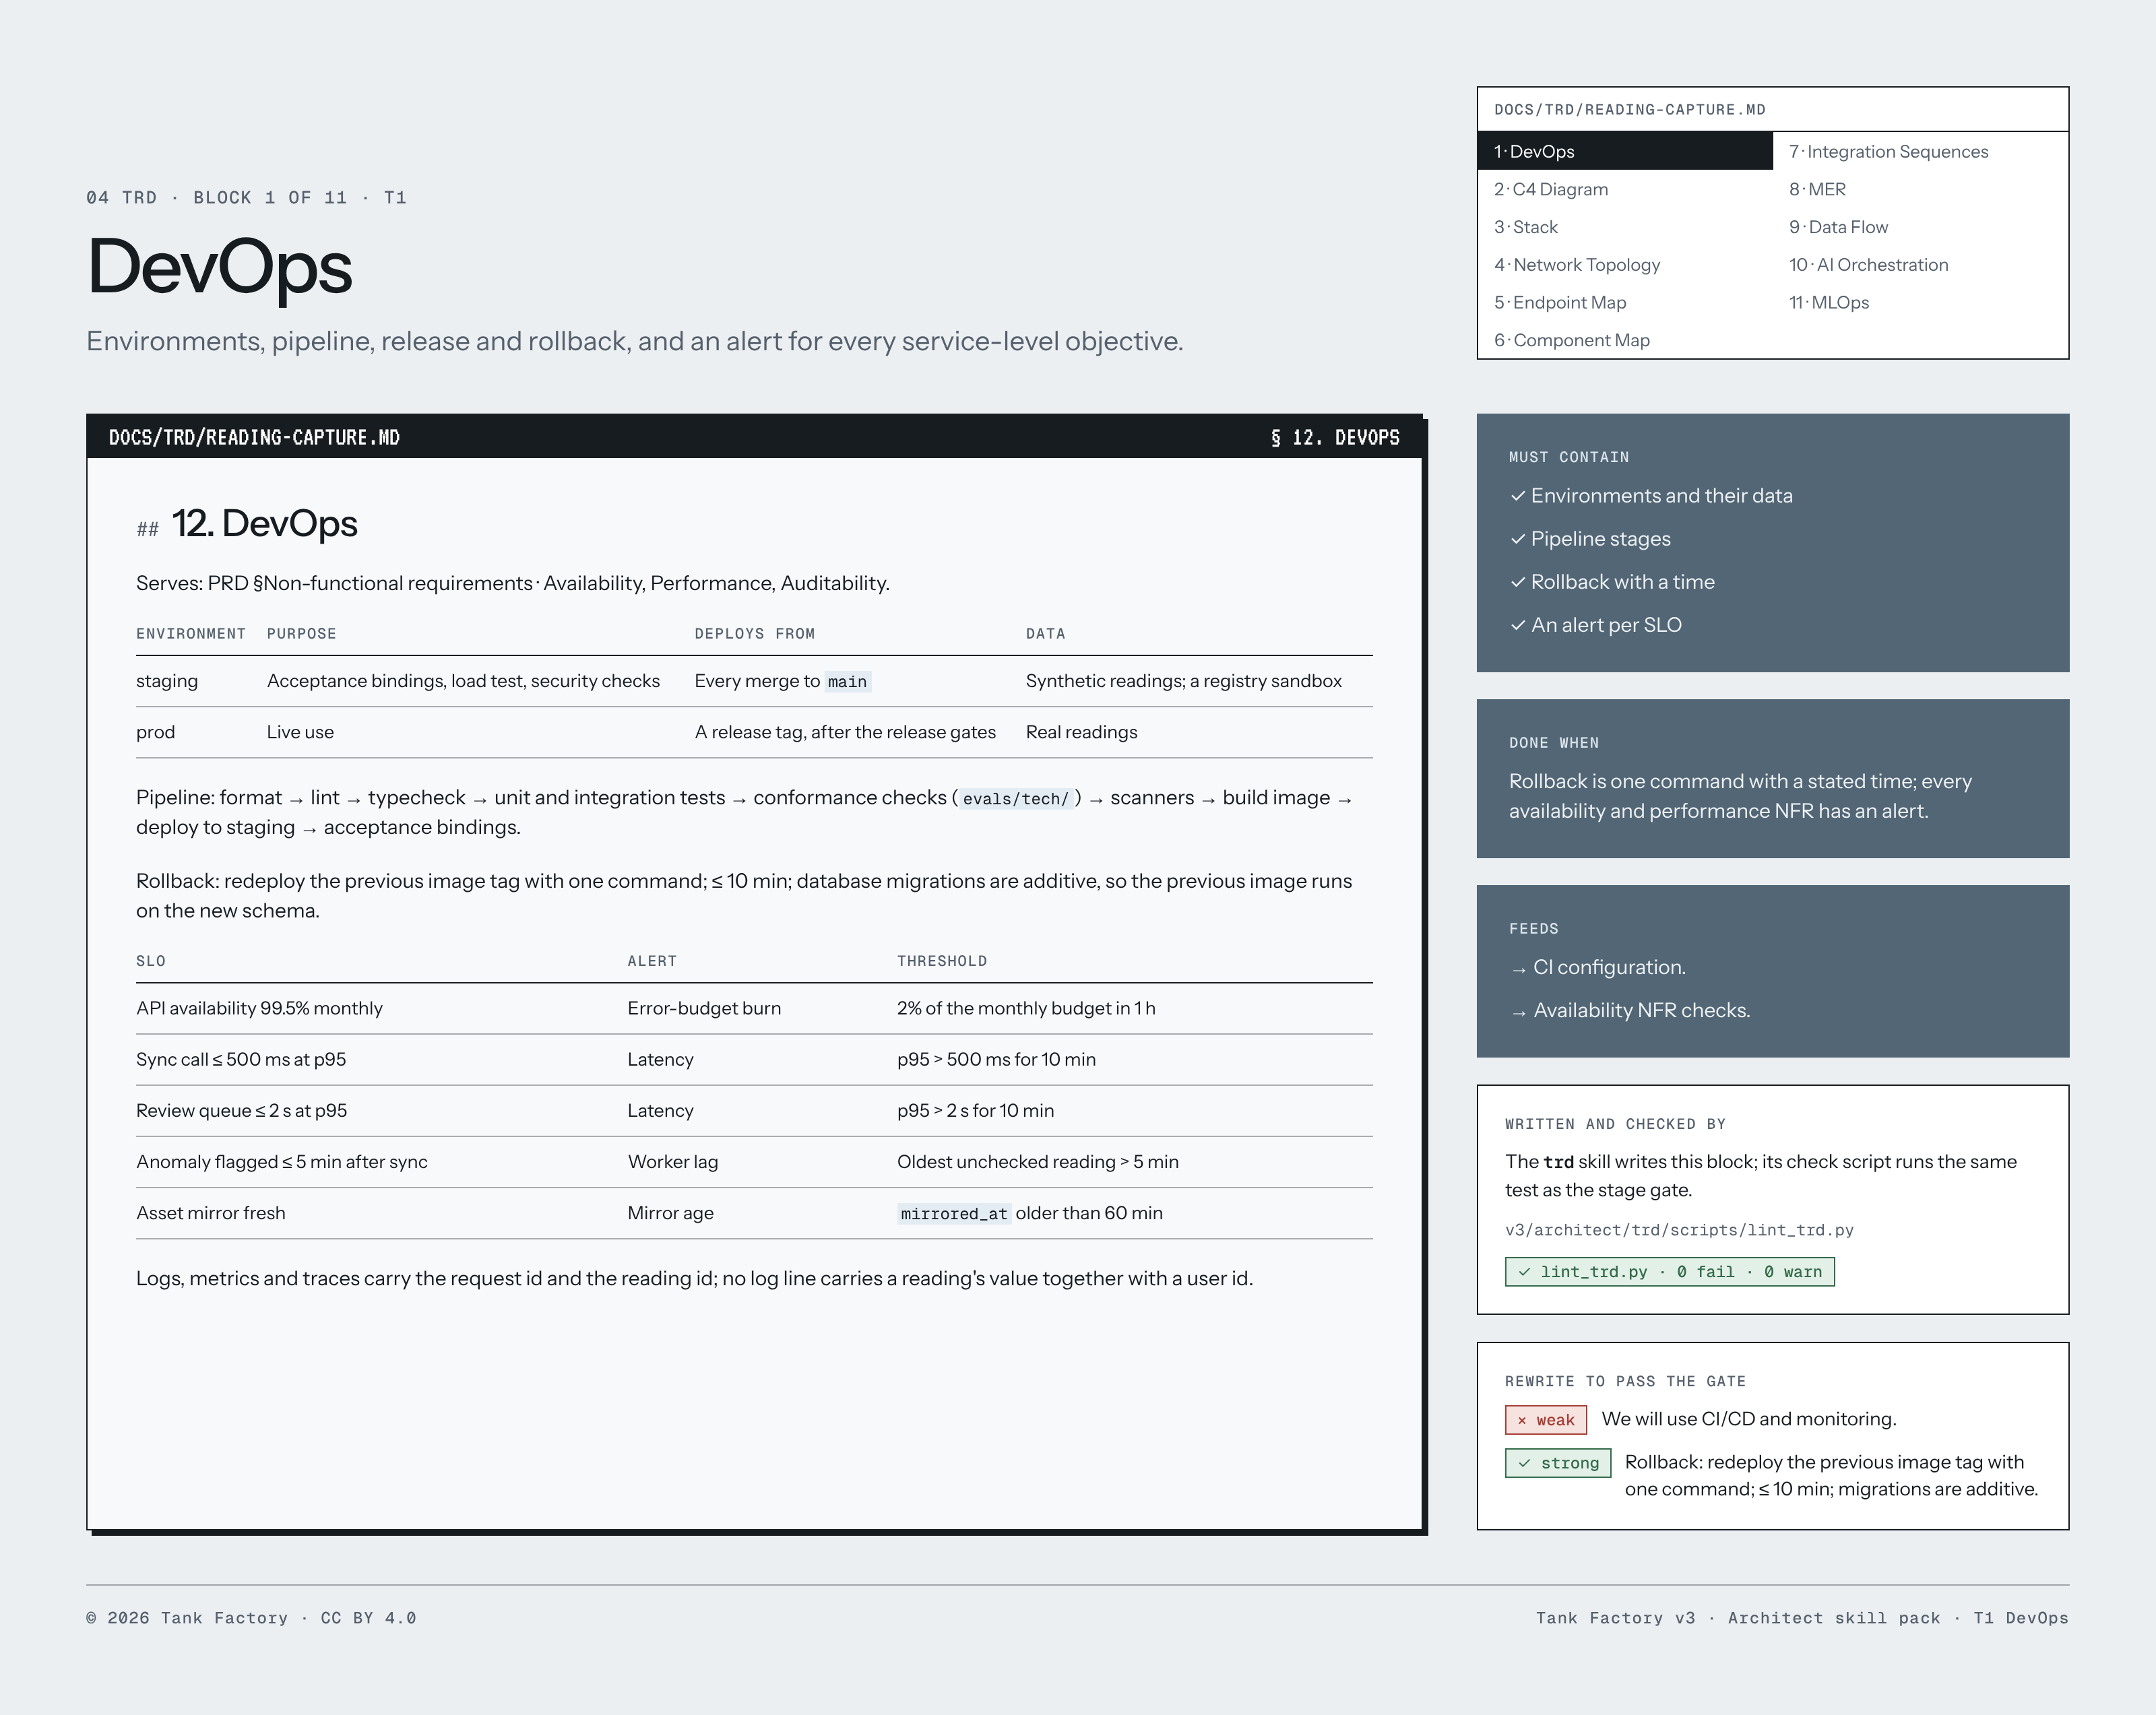 04 TRD · BLOCK 1 OF 11 · T1
DevOps
Environments, pipeline, release and rollback, and an alert for every service-level objective.
DOCS/TRD/READING-CAPTURE.MD
1 · DevOps
2 · C4 Diagram
3 · Stack
4 · Network Topology
5 · Endpoint Map
6 · Component Map
7 · Integration Sequences
8 · MER
9 · Data Flow
10 · AI Orchestration
11 · MLOps
DOCS/TRD/READING-CAPTURE.MD § 12. DEVOPS
## 12. DevOps
Serves: PRD §Non-functional requirements · Availability, Performance, Auditability.
ENVIRONMENT PURPOSE DEPLOYS FROM DATA
staging Acceptance bindings, load test, security checks Every merge to main Synthetic readings; a registry sandbox
prod Live use A release tag, after the release gates Real readings
Pipeline: format → lint → typecheck → unit and integration tests → conformance checks (evals/tech/) → scanners → build image →
deploy to staging → acceptance bindings.
Rollback: redeploy the previous image tag with one command; ≤ 10 min; database migrations are additive, so the previous image runs
on the new schema.
SLO ALERT THRESHOLD
API availability 99.5% monthly Error-budget burn 2% of the monthly budget in 1 h
Sync call ≤ 500 ms at p95 Latency p95 > 500 ms for 10 min
Review queue ≤ 2 s at p95 Latency p95 > 2 s for 10 min
Anomaly flagged ≤ 5 min after sync Worker lag Oldest unchecked reading > 5 min
Asset mirror fresh Mirror age mirrored_at older than 60 min
Logs, metrics and traces carry the request id and the reading id; no log line carries a reading's value together with a user id.
MUST CONTAIN
✓ Environments and their data
✓ Pipeline stages
✓ Rollback with a time
✓ An alert per SLO
DONE WHEN
Rollback is one command with a stated time; every
availability and performance NFR has an alert.
FEEDS
→ CI configuration.
→ Availability NFR checks.
WRITTEN AND CHECKED BY
The trd skill writes this block; its check script runs the same
test as the stage gate.
v3/architect/trd/scripts/lint_trd.py
✓ lint_trd.py · 0 fail · 0 warn
REWRITE TO PASS THE GATE
× weak We will use CI/CD and monitoring.
✓ strong Rollback: redeploy the previous image tag with
one command; ≤ 10 min; migrations are additive.
© 2026 Tank Factory · CC BY 4.0
Tank Factory v3 · Architect skill pack · T1 DevOps